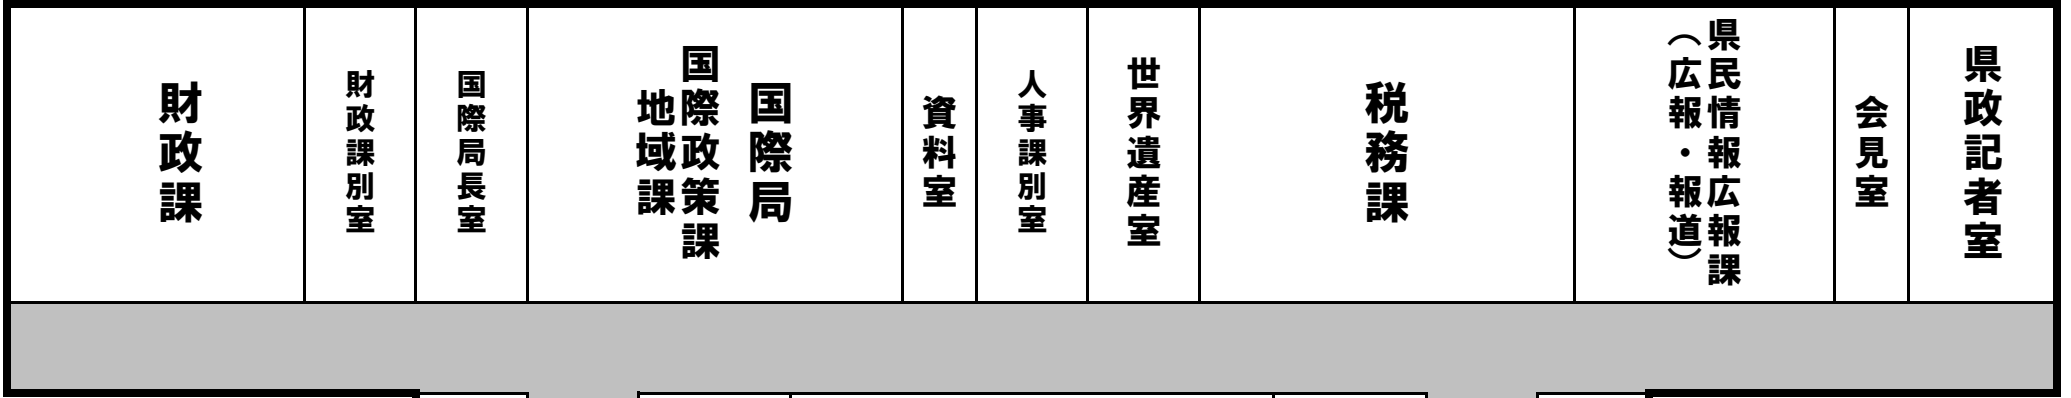 財政課
財政課別室
国際局長室
国際局
国際政策課
地域課
資料室
人事課別室
世界遺産室
税務課
県民情報広報課
（広報・報道）
会見室
県政記者室